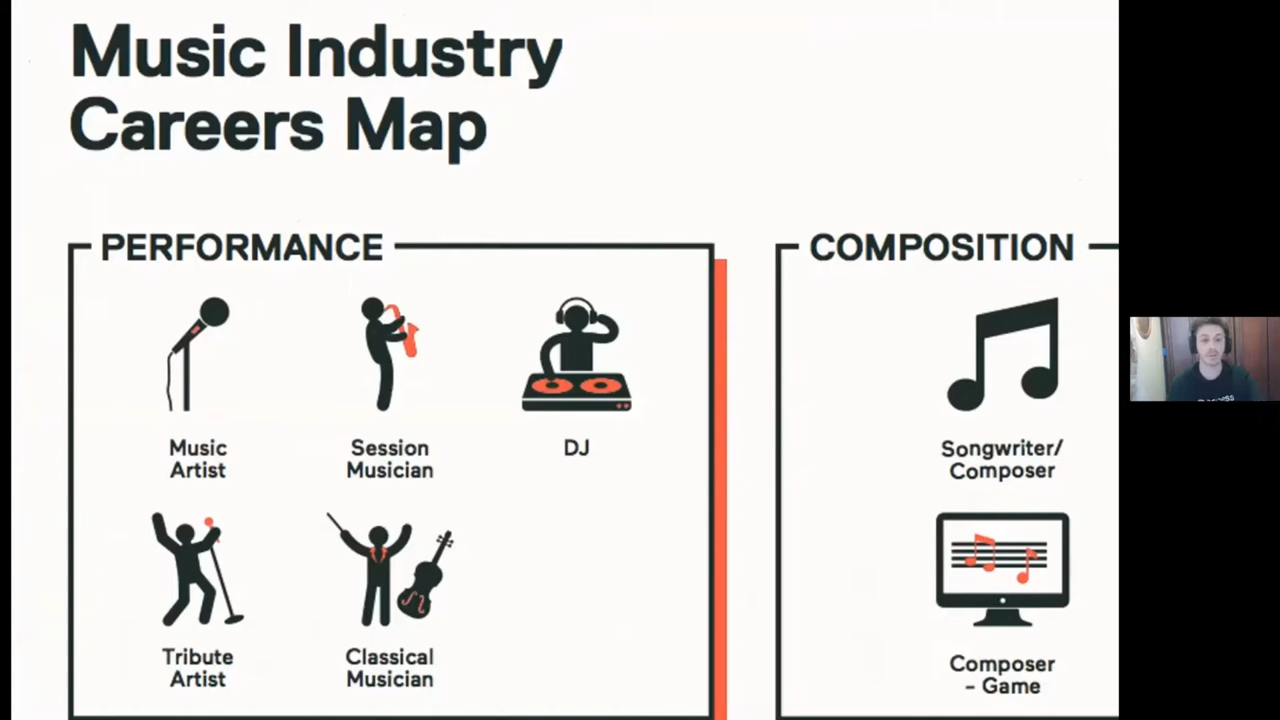 Music Industry
Careers Map
PERFORMANCE
Music
Artist
Session
Musician
DJ
Tribute
Artist
Classical
Musician
COMPOSITION
Songwriter/
Composer
Composer
– Game